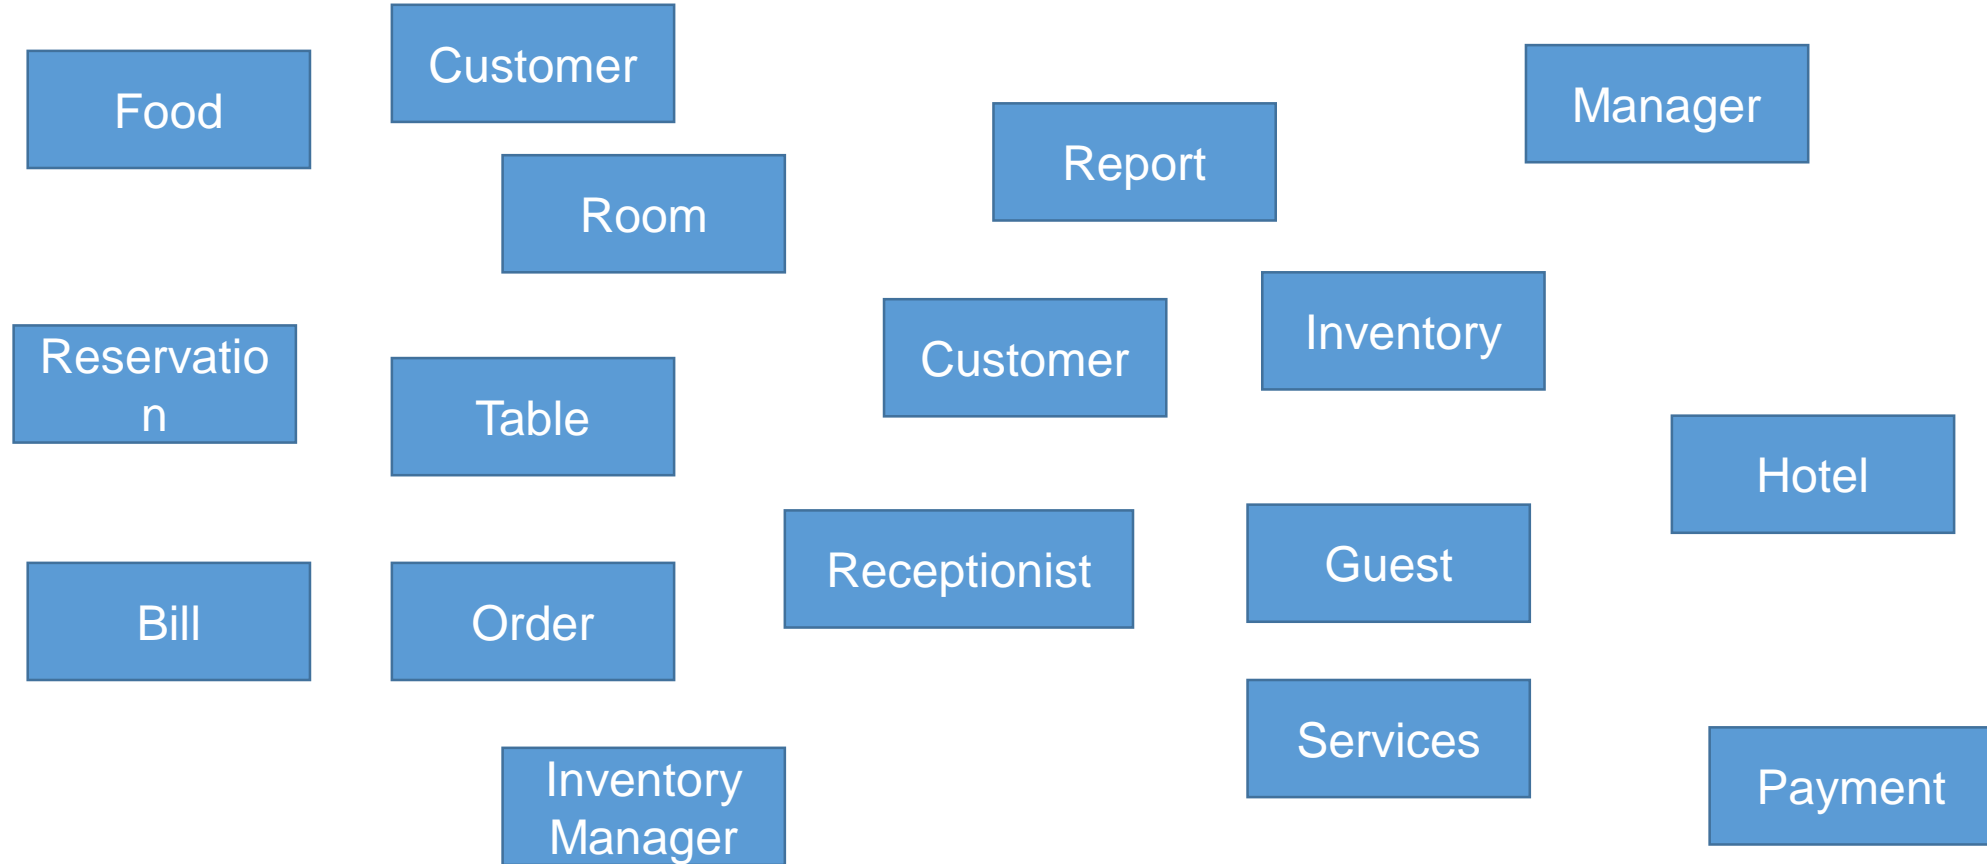 Customer
Food
Manager
Report
Room
Inventory
Customer
Reservatio
n
Table
Hotel
Receptionist
Guest
Bill
Order
Services
Inventory
Manager
Payment